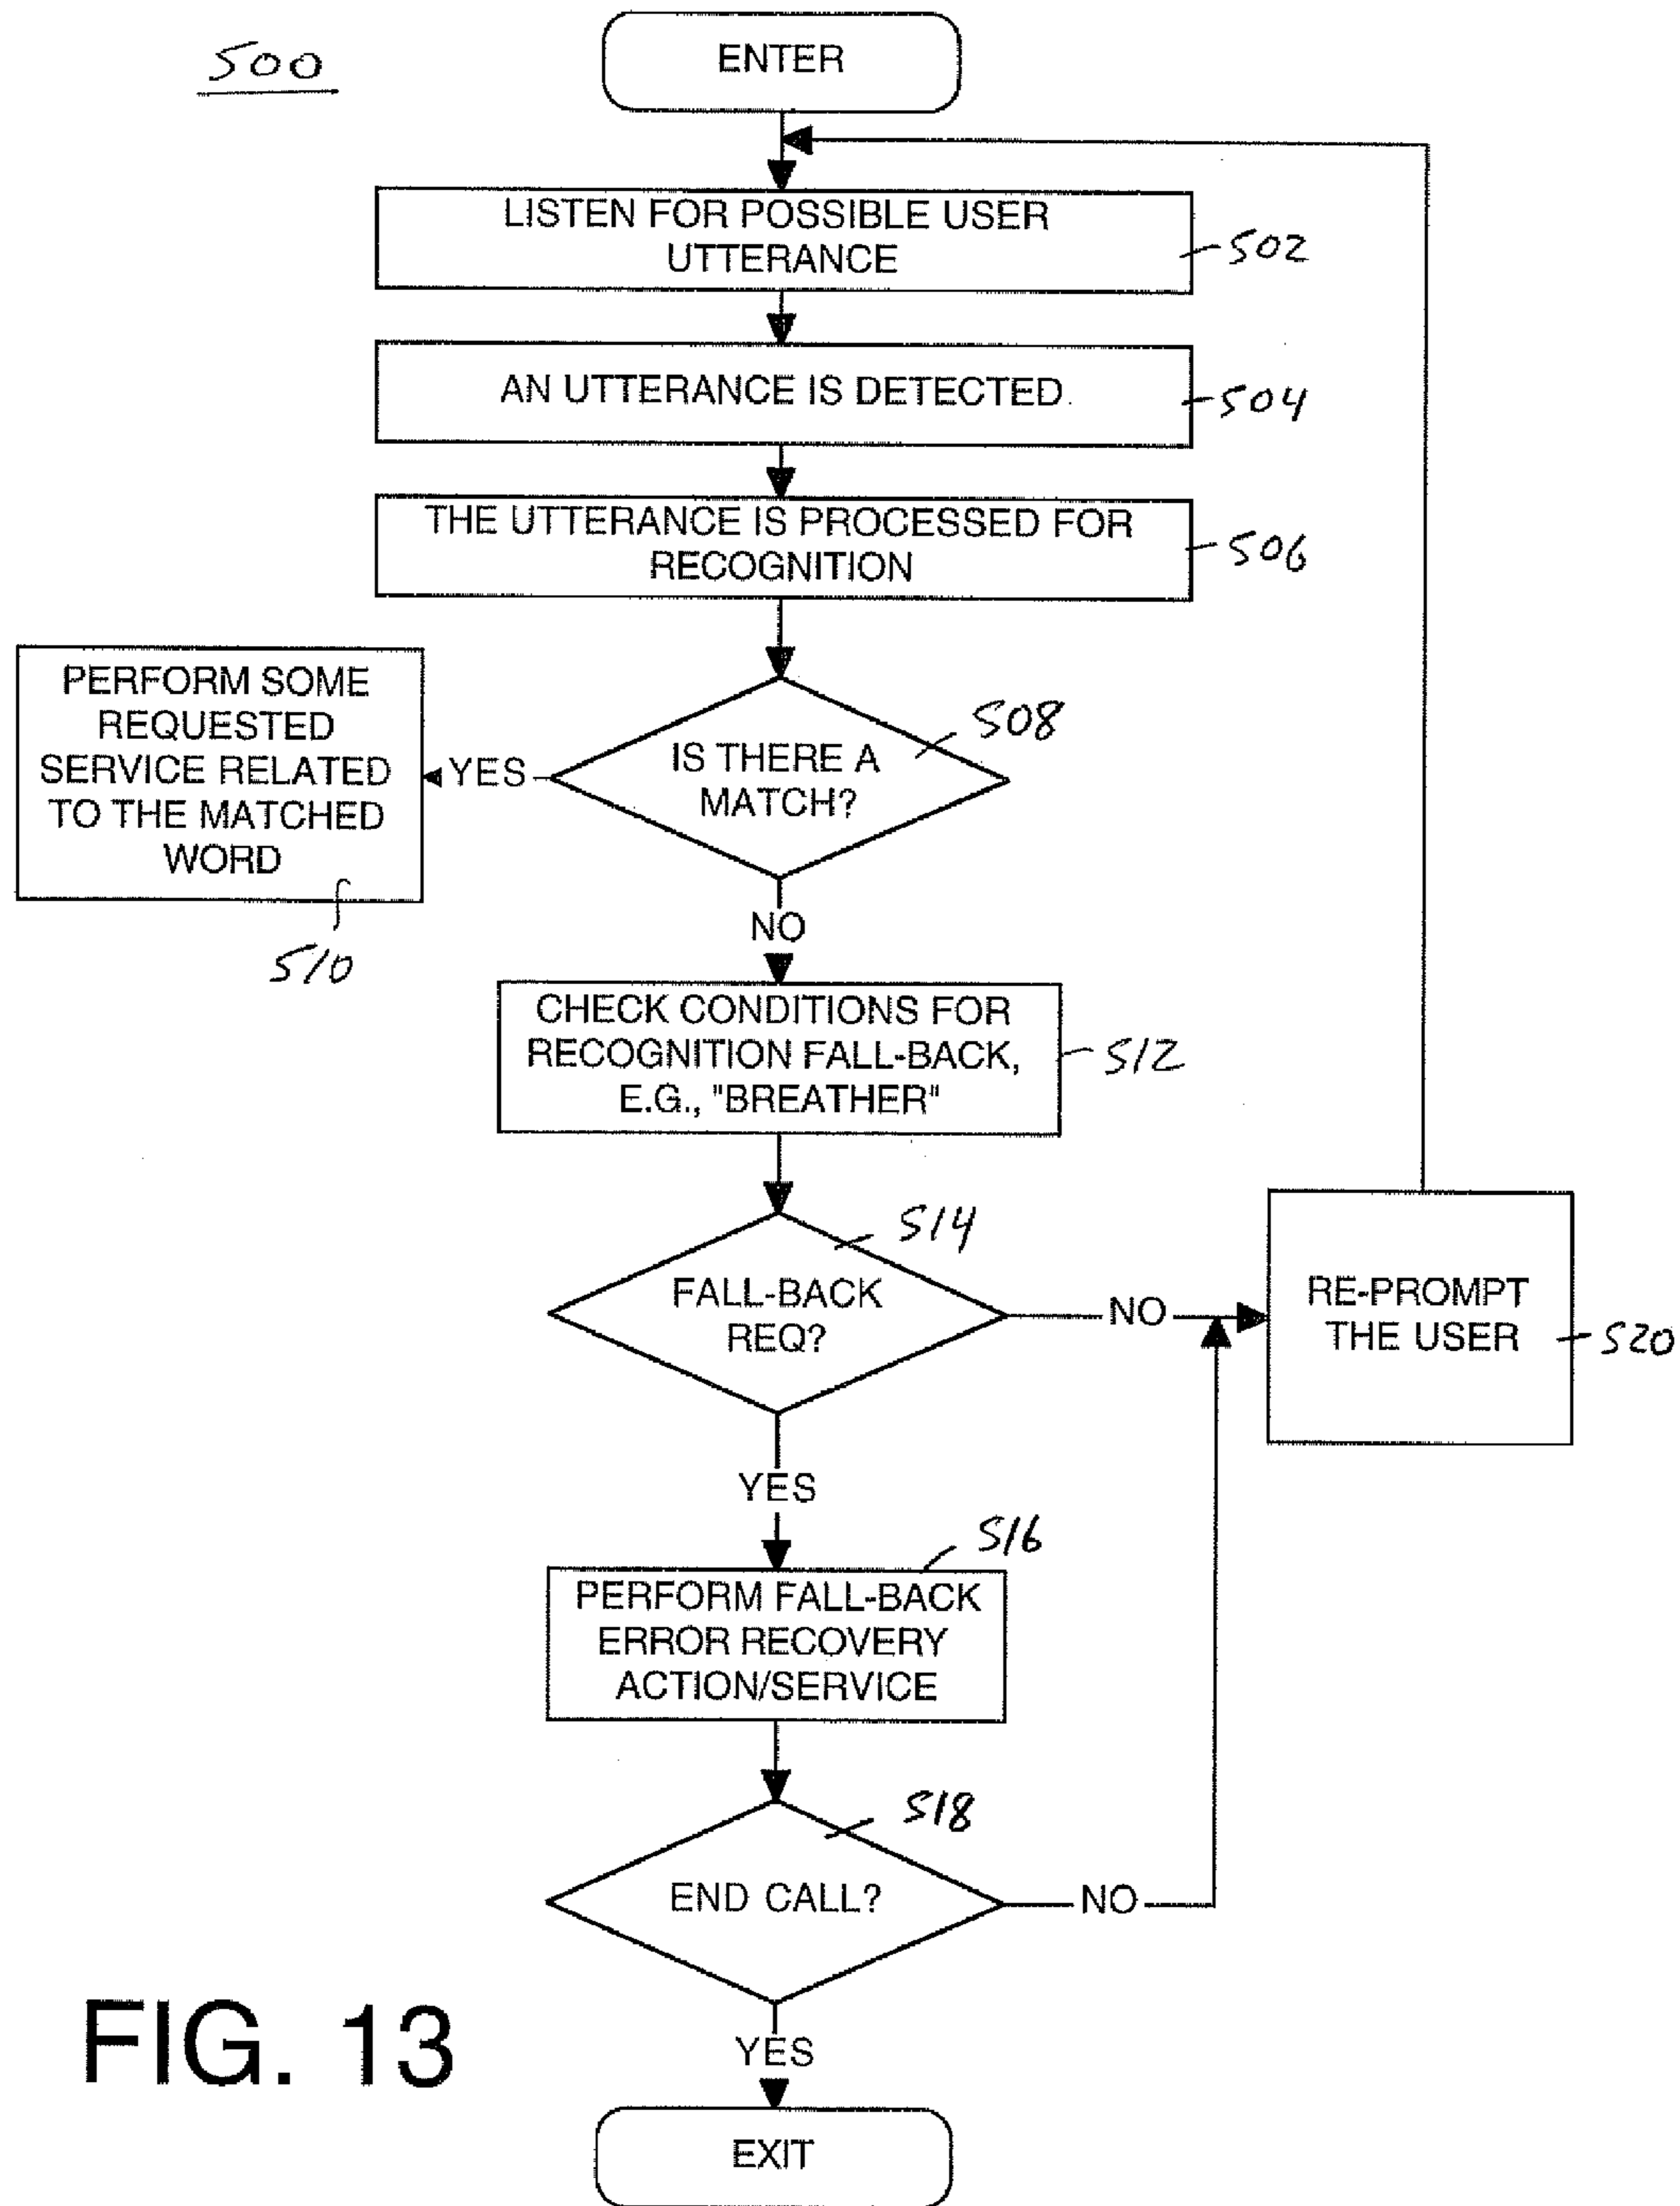 500
ENTER
LISTEN FOR POSSIBLE USER
UTTERANCE
502
AN UTTERANCE IS DETECTED
504
THE UTTERANCE IS PROCESSED FOR
RECOGNITION
506
PERFORM SOME
REQUESTED
SERVICE RELATED
TO THE MATCHED
WORD
510
YES
IS THERE A
MATCH?
508
NO
CHECK CONDITIONS FOR
RECOGNITION FALL-BACK,
E.G., "BREATHER"
512
FALL-BACK
REQ?
514
NO
RE-PROMPT
THE USER
520
YES
PERFORM FALL-BACK
ERROR RECOVERY
ACTION/SERVICE
516
END CALL?
518
NO
YES
EXIT
FIG. 13